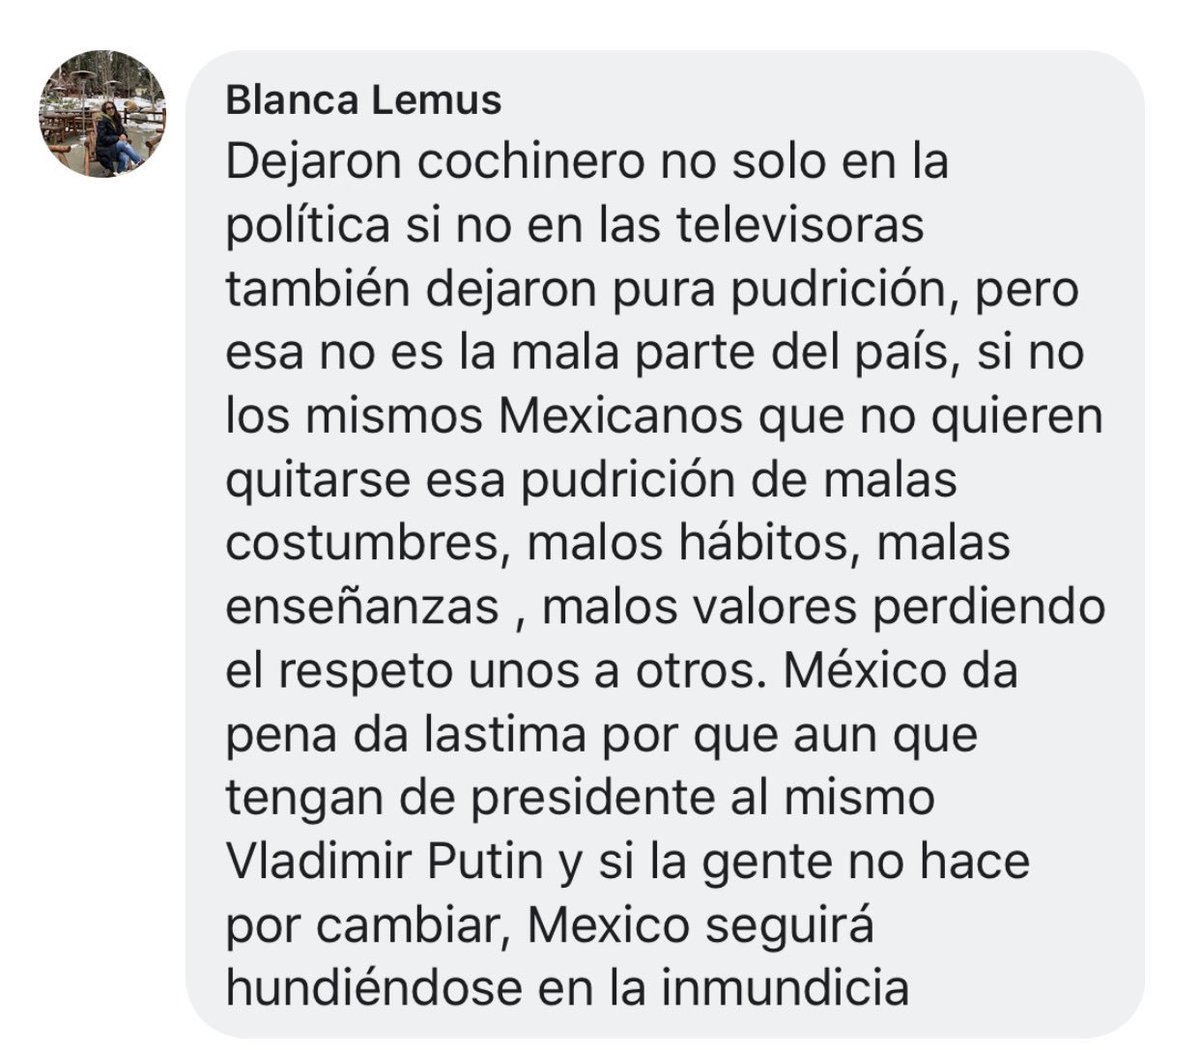 Blanca Lemus
Dejaron cochinero no solo en la
política si no en las televisoras
también dejaron pura pudrición, pero
esa no es la mala parte del país, si no
los mismos Mexicanos que no quieren
quitarse esa pudrición de malas
costumbres, malos hábitos, malas
enseñanzas , malos valores perdiendo
el respeto unos a otros. México da
pena da lastima por que aun que
tengan de presidente al mismo
Vladimir Putin y si la gente no hace
por cambiar, Mexico seguirá
hundiéndose en la inmundicia